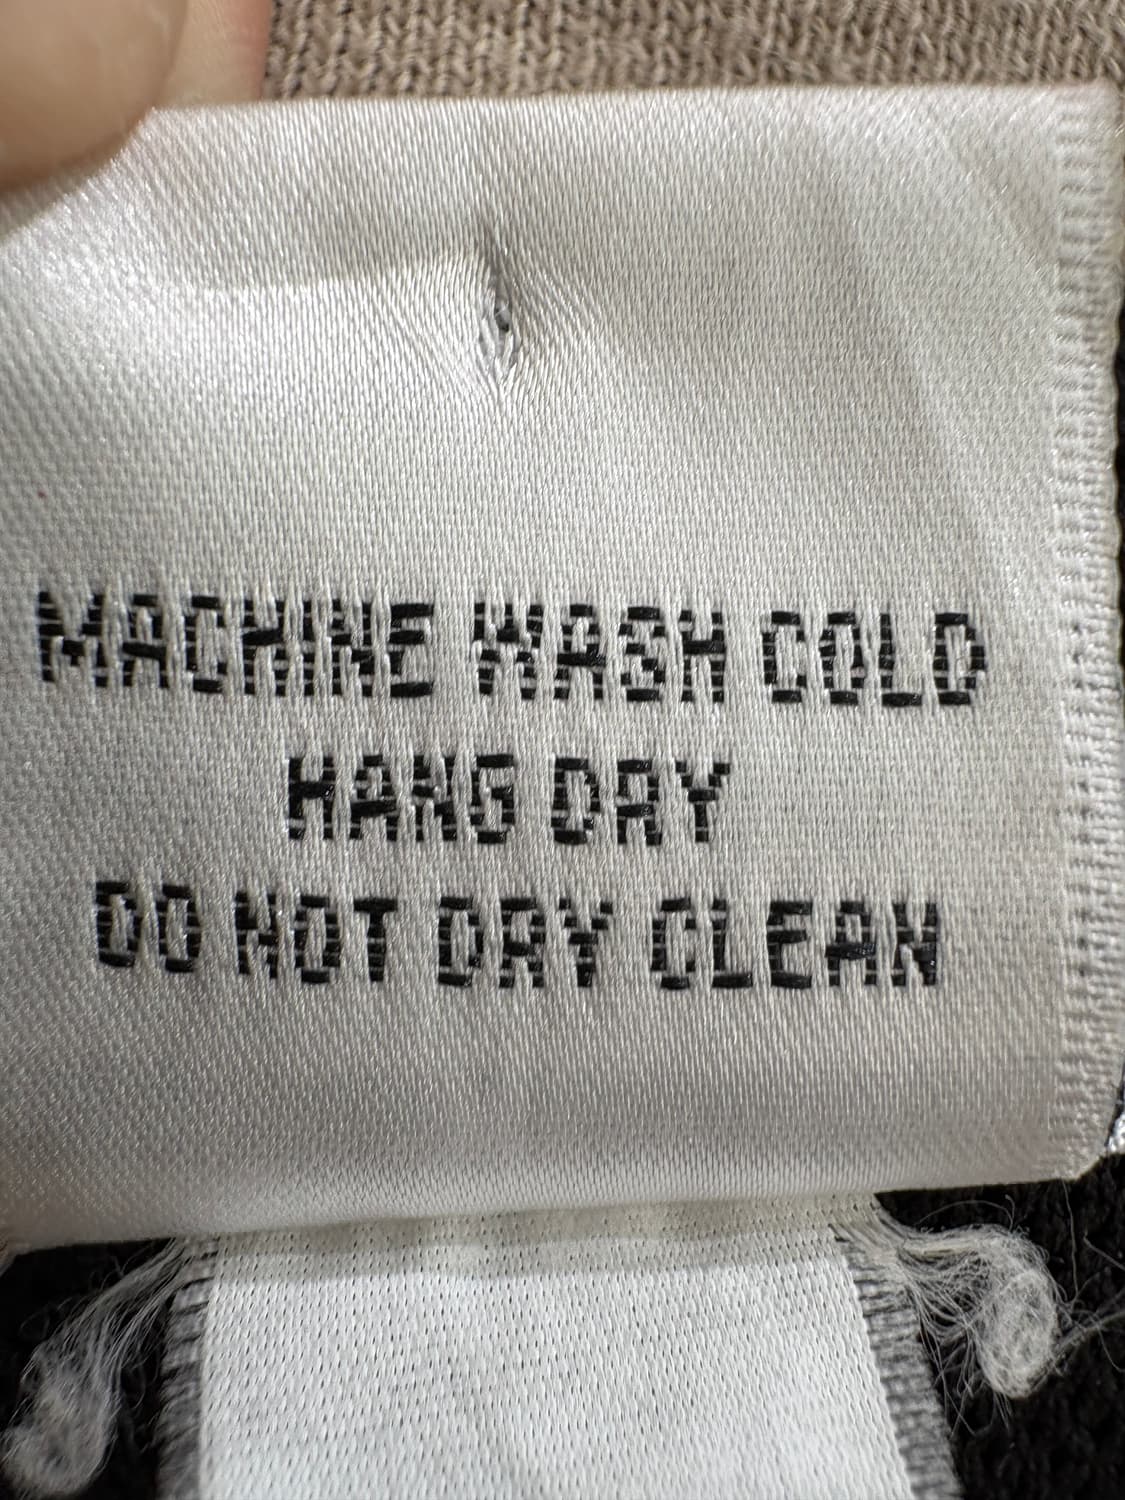 MACHINE WASH COLD
HANG DRY
DO NOT DRY CLEAN